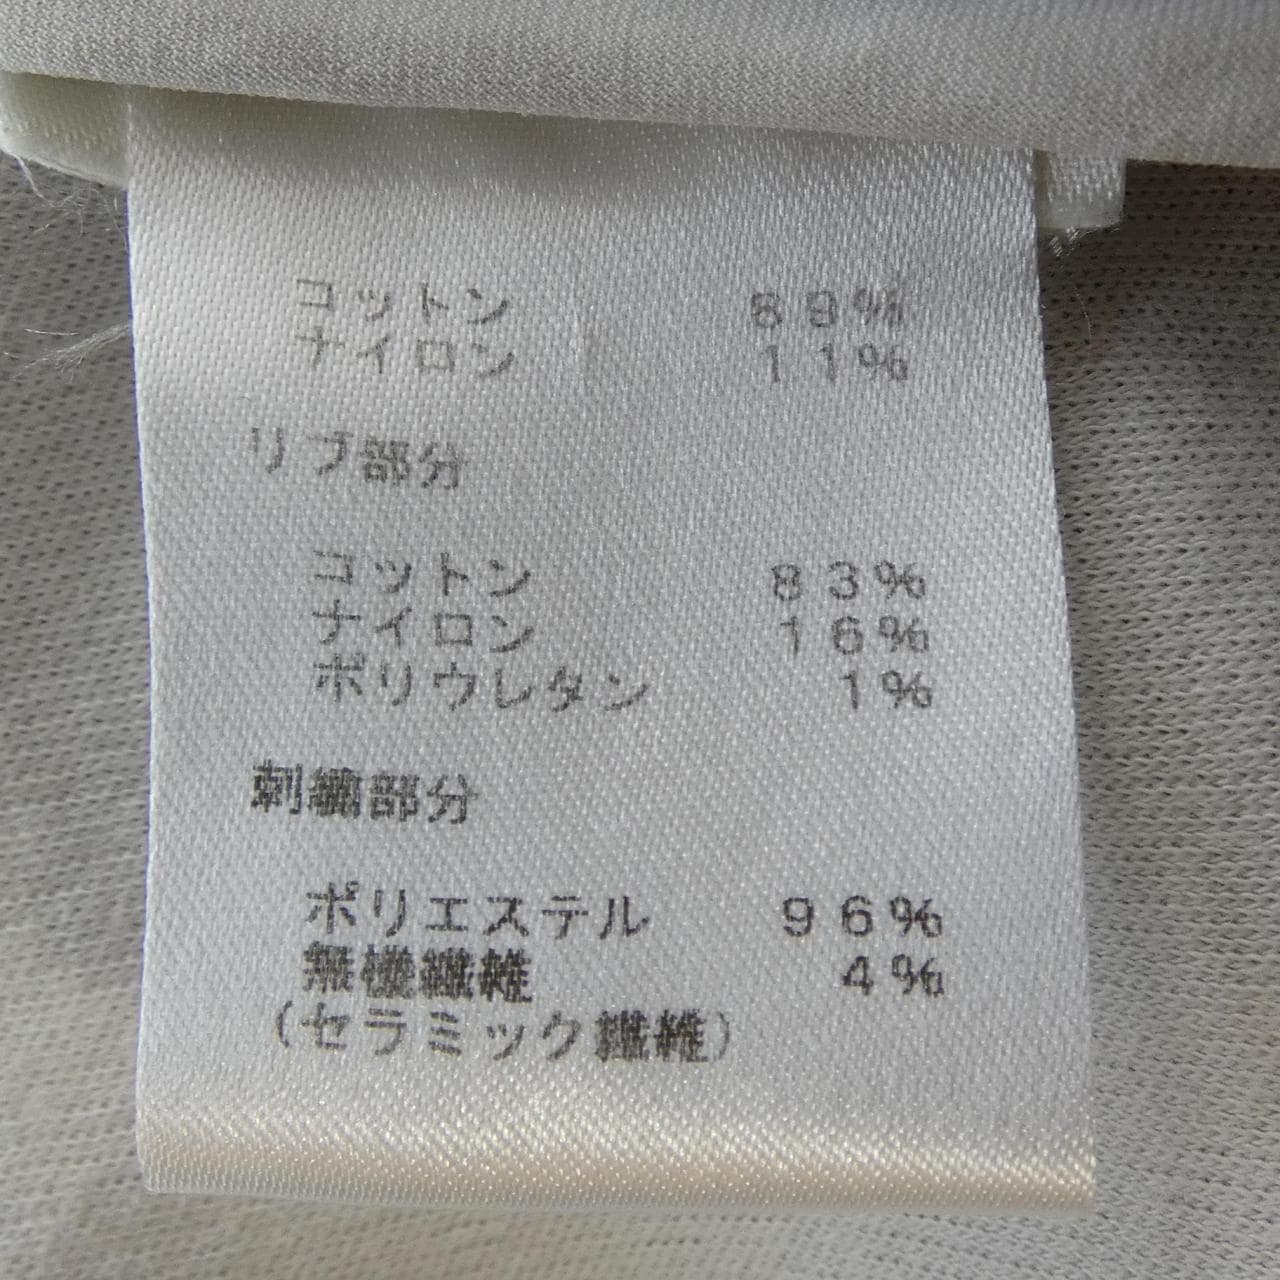 コットン 89%
ナイロン 11%
リブ部分
コットン 83%
ナイロン 16%
ポリウレタン 1%
刺繍部分
ポリエステル 96%
無機繊維 4%
(セラミック繊維)